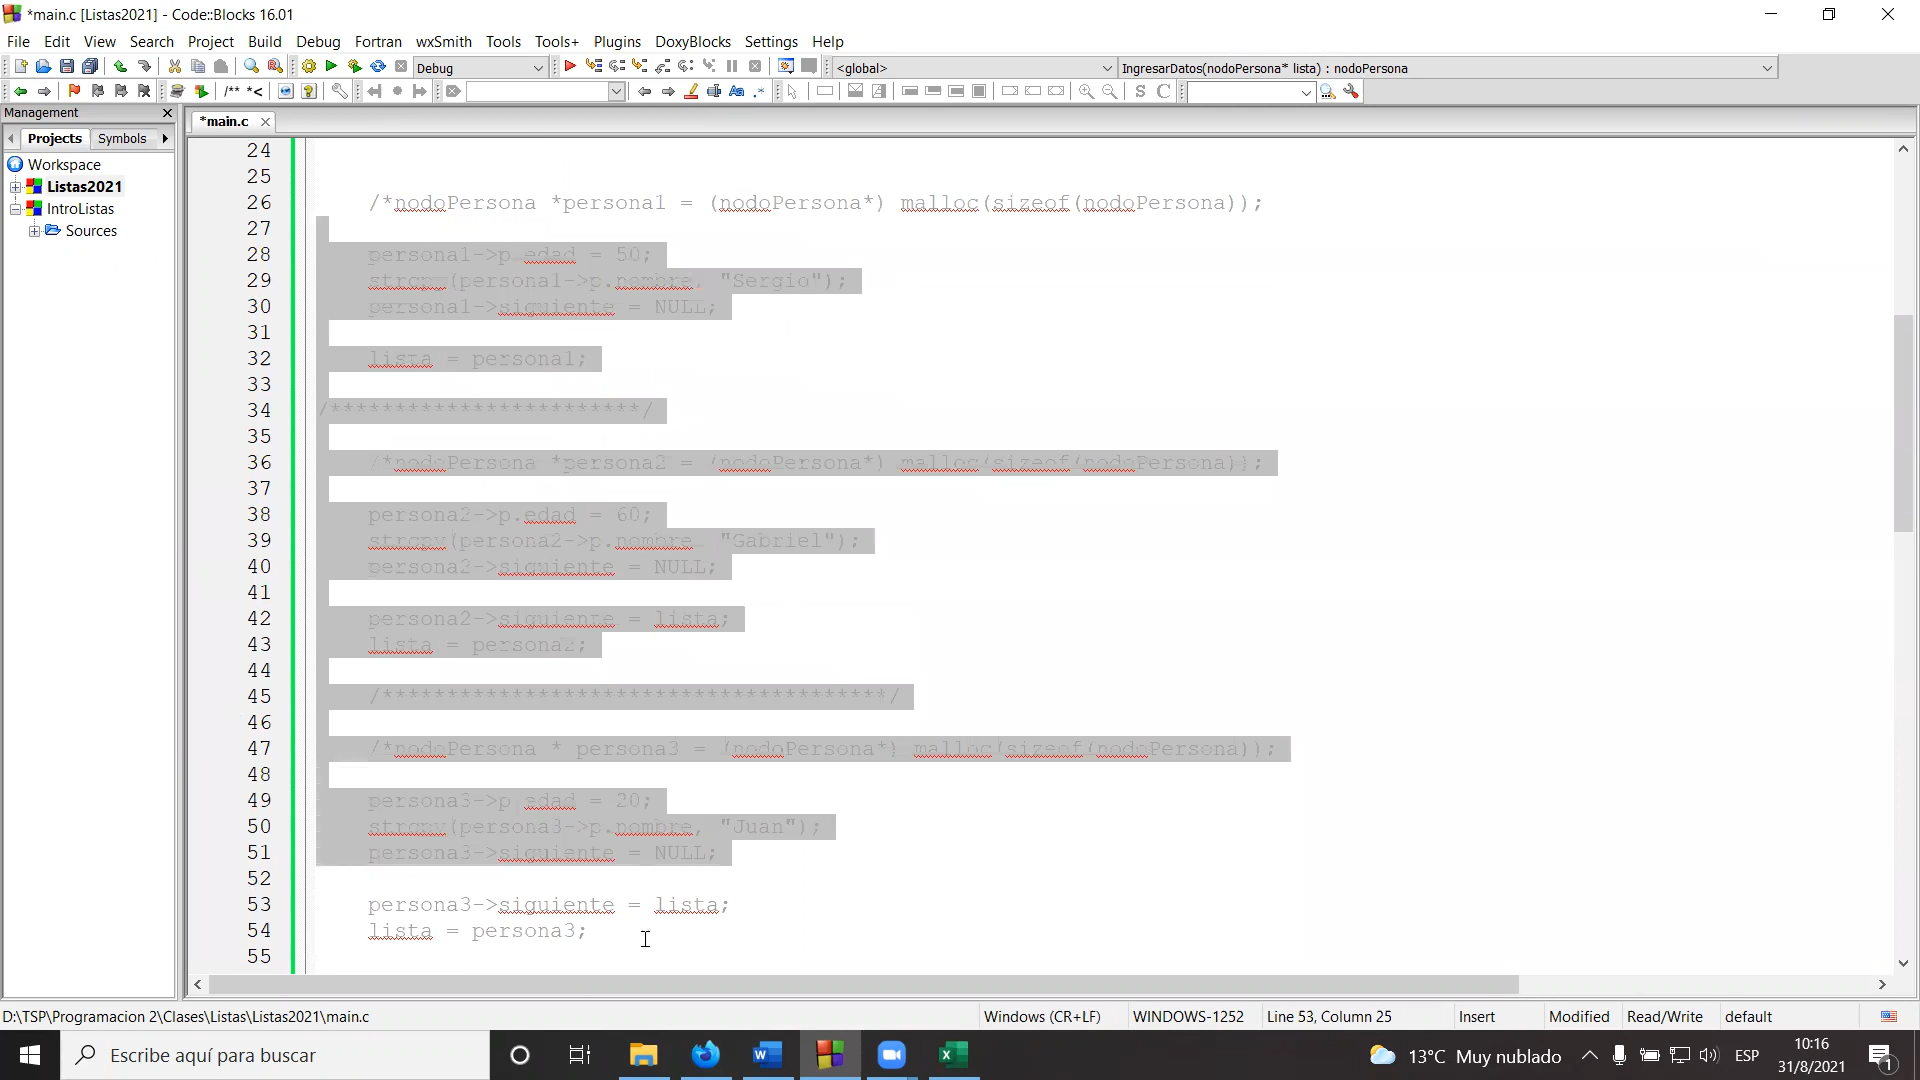 *main.c [Listas2021] - Code::Blocks 16.01
File Edit View Search Project Build Debug Fortran wxSmith Tools Tools+ Plugins DoxyBlocks Settings Help
Debug <global> IngresarDatos(nodoPersona* lista) : nodoPersona
/** *< Aa .* S C
Management
*main.c
Projects Symbols
Workspace
Listas2021
IntroListas
Sources
24
25
26 /*nodoPersona *persona1 = (nodoPersona*) malloc(sizeof(nodoPersona));
27
28 persona1->p.edad = 50;
29 strcpy(persona1->p.nombre, "Sergio");
30 persona1->siguiente = NULL;
31
32 lista = persona1;
33
34 /************************/
35
36 /*nodoPersona *persona2 = (nodoPersona*) malloc(sizeof(nodoPersona));
37
38 persona2->p.edad = 60;
39 strcpy(persona2->p.nombre, "Gabriel");
40 persona2->siguiente = NULL;
41
42 persona2->siguiente = lista;
43 lista = persona2;
44
45 /***************************************/
46
47 /*nodoPersona * persona3 = (nodoPersona*) malloc(sizeof(nodoPersona));
48
49 persona3->p.edad = 20;
50 strcpy(persona3->p.nombre, "Juan");
51 persona3->siguiente = NULL;
52
53 persona3->siguiente = lista;
54 lista = persona3;
55
D:\TSP\Programacion 2\Clases\Listas\Listas2021\main.c Windows (CR+LF) WINDOWS-1252 Line 53, Column 25 Insert Modified Read/Write default
Escribe aquí para buscar
13°C Muy nublado
ESP
10:16
31/8/2021
1